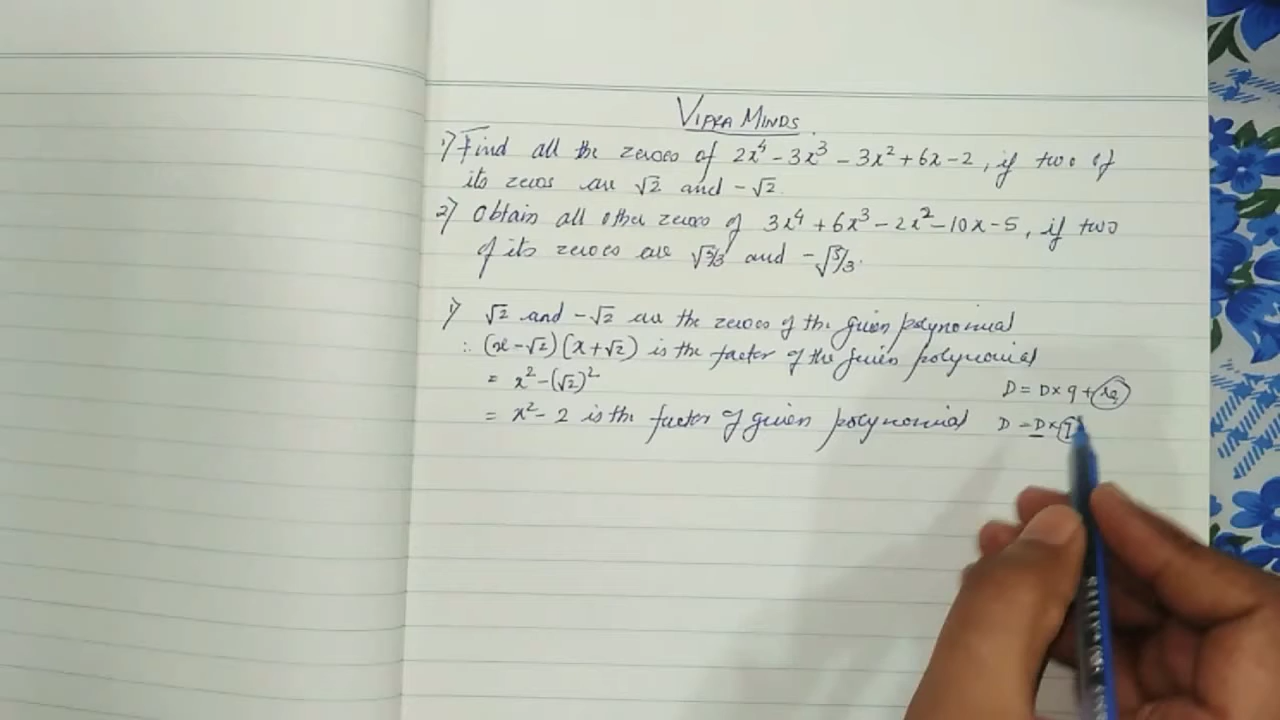 VIPRA MINDS
1) Find all the zeroes of 2x⁴ - 3x³ - 3x² + 6x - 2, if two of
its zeros are √2 and -√2.
2) Obtain all other zeroes of 3x⁴ + 6x³ - 2x² - 10x - 5, if two
of its zeroes are √5/3 and -√5/3.
1) √2 and -√2 are the zeroes of the given polynomial
∴ (x-√2)(x+√2) is the factor of the given polynomial
= x² - (√2)²
D = D × q +
= x² - 2 is the factor of given polynomial
D = D × q